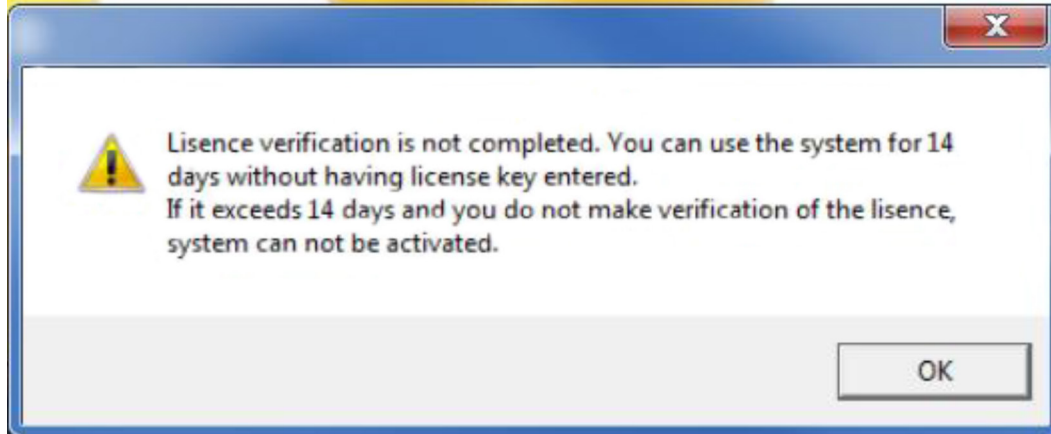 Lisence verification is not completed. You can use the system for 14
days without having license key entered.
If it exceeds 14 days and you do not make verification of the lisence,
system can not be activated.
OK